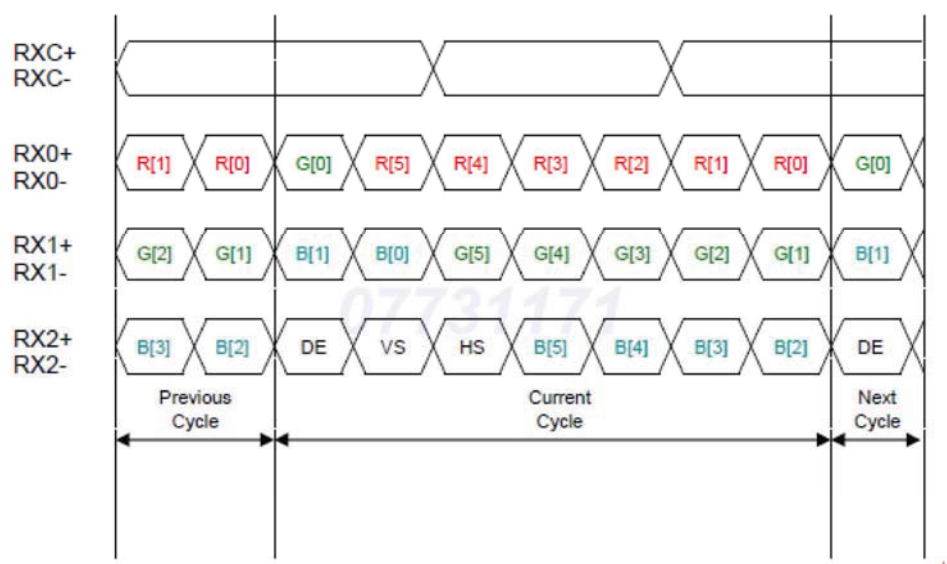 RXC+
RXC-
RX0+
RX0-
R[1] R[0] G[0] R[5] R[4] R[3] R[2] R[1] R[0] G[0]
RX1+
RX1-
G[2] G[1] B[1] B[0] G[5] G[4] G[3] G[2] G[1] B[1]
07731171
RX2+
RX2-
B[3] B[2] DE VS HS B[5] B[4] B[3] B[2] DE
Previous Cycle
Current Cycle
Next Cycle